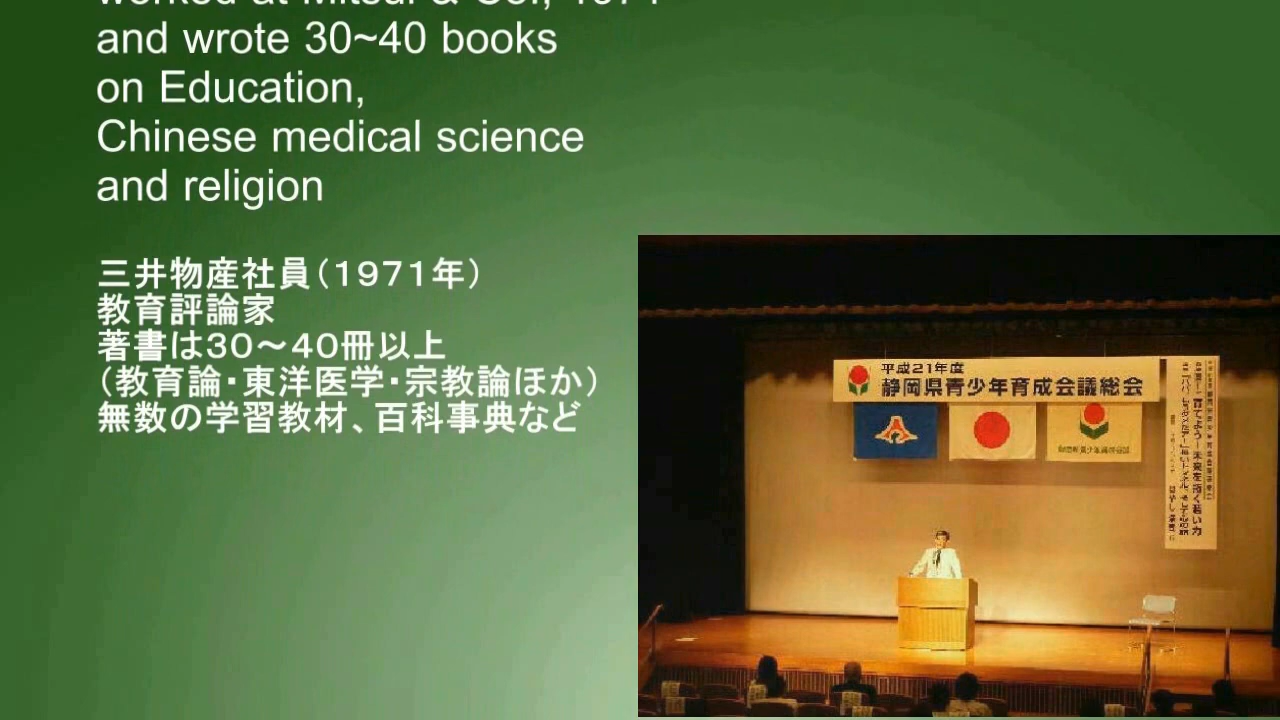 and wrote 30~40 books
on Education,
Chinese medical science
and religion
三井物産社員（1971年）
教育評論家
著書は30～40冊以上
（教育論・東洋医学・宗教論ほか）
無数の学習教材、百科事典など
平成21年度
静岡県青少年育成会議総会